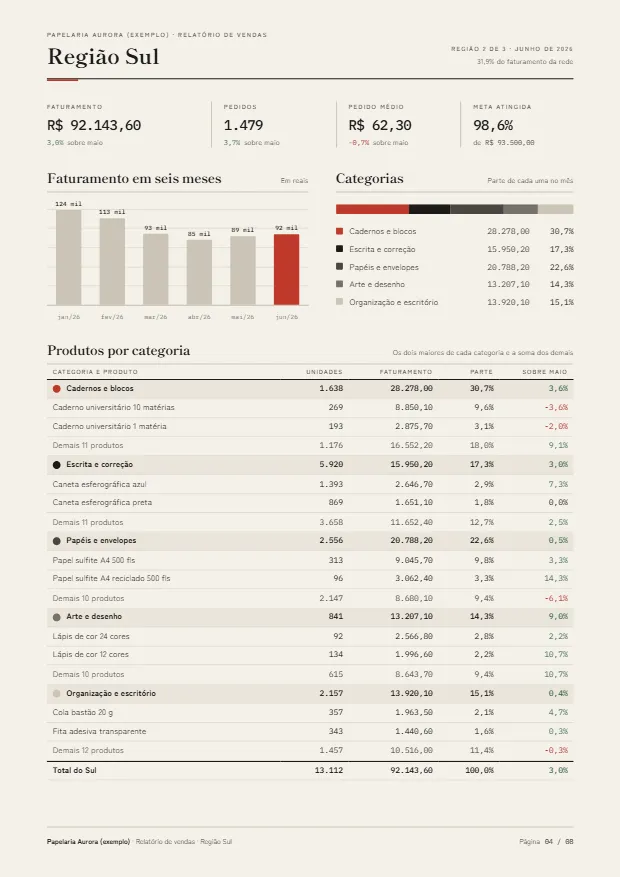 PAPELARIA AURORA (EXEMPLO) · RELATÓRIO DE VENDAS
Região Sul
REGIÃO 2 DE 3 · JUNHO DE 2026
31,9% do faturamento da rede
FATURAMENTO
R$ 92.143,60
3,0% sobre maio
PEDIDOS
1.479
3,7% sobre maio
PEDIDO MÉDIO
R$ 62,30
-0,7% sobre maio
META ATINGIDA
98,6%
de R$ 93.500,00
Faturamento em seis meses Em reais
124 mil 113 mil 93 mil 85 mil 89 mil 92 mil
jan/26 fev/26 mar/26 abr/26 mai/26 jun/26
Categorias Parte de cada uma no mês
Cadernos e blocos 28.278,00 30,7%
Escrita e correção 15.950,20 17,3%
Papéis e envelopes 20.788,20 22,6%
Arte e desenho 13.207,10 14,3%
Organização e escritório 13.920,10 15,1%
Produtos por categoria Os dois maiores de cada categoria e a soma dos demais
CATEGORIA E PRODUTO UNIDADES FATURAMENTO PARTE SOBRE MAIO
Cadernos e blocos 1.638 28.278,00 30,7% 3,6%
Caderno universitário 10 matérias 269 8.850,10 9,6% -3,6%
Caderno universitário 1 matéria 193 2.875,70 3,1% -2,0%
Demais 11 produtos 1.176 16.552,20 18,0% 9,1%
Escrita e correção 5.920 15.950,20 17,3% 3,0%
Caneta esferográfica azul 1.393 2.646,70 2,9% 7,3%
Caneta esferográfica preta 869 1.651,10 1,8% 0,0%
Demais 11 produtos 3.658 11.652,40 12,7% 2,5%
Papéis e envelopes 2.556 20.788,20 22,6% 0,5%
Papel sulfite A4 500 fls 313 9.045,70 9,8% 3,3%
Papel sulfite A4 reciclado 500 fls 96 3.062,40 3,3% 14,3%
Demais 10 produtos 2.147 8.680,10 9,4% -6,1%
Arte e desenho 841 13.207,10 14,3% 9,0%
Lápis de cor 24 cores 92 2.566,80 2,8% 2,2%
Lápis de cor 12 cores 134 1.996,60 2,2% 10,7%
Demais 10 produtos 615 8.643,70 9,4% 10,7%
Organização e escritório 2.157 13.920,10 15,1% 0,4%
Cola bastão 20 g 357 1.963,50 2,1% 4,7%
Fita adesiva transparente 343 1.440,60 1,6% 0,3%
Demais 12 produtos 1.457 10.516,00 11,4% -0,3%
Total do Sul 13.112 92.143,60 100,0% 3,0%
Papelaria Aurora (exemplo) · Relatório de vendas · Região Sul Página 04 / 08